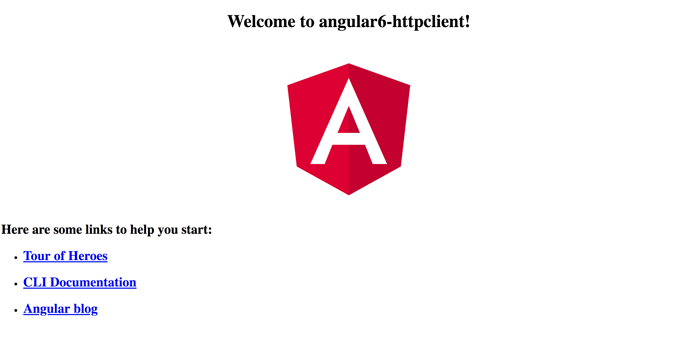 Welcome to angular6-httpclient!
A
Here are some links to help you start:
Tour of Heroes
CLI Documentation
Angular blog